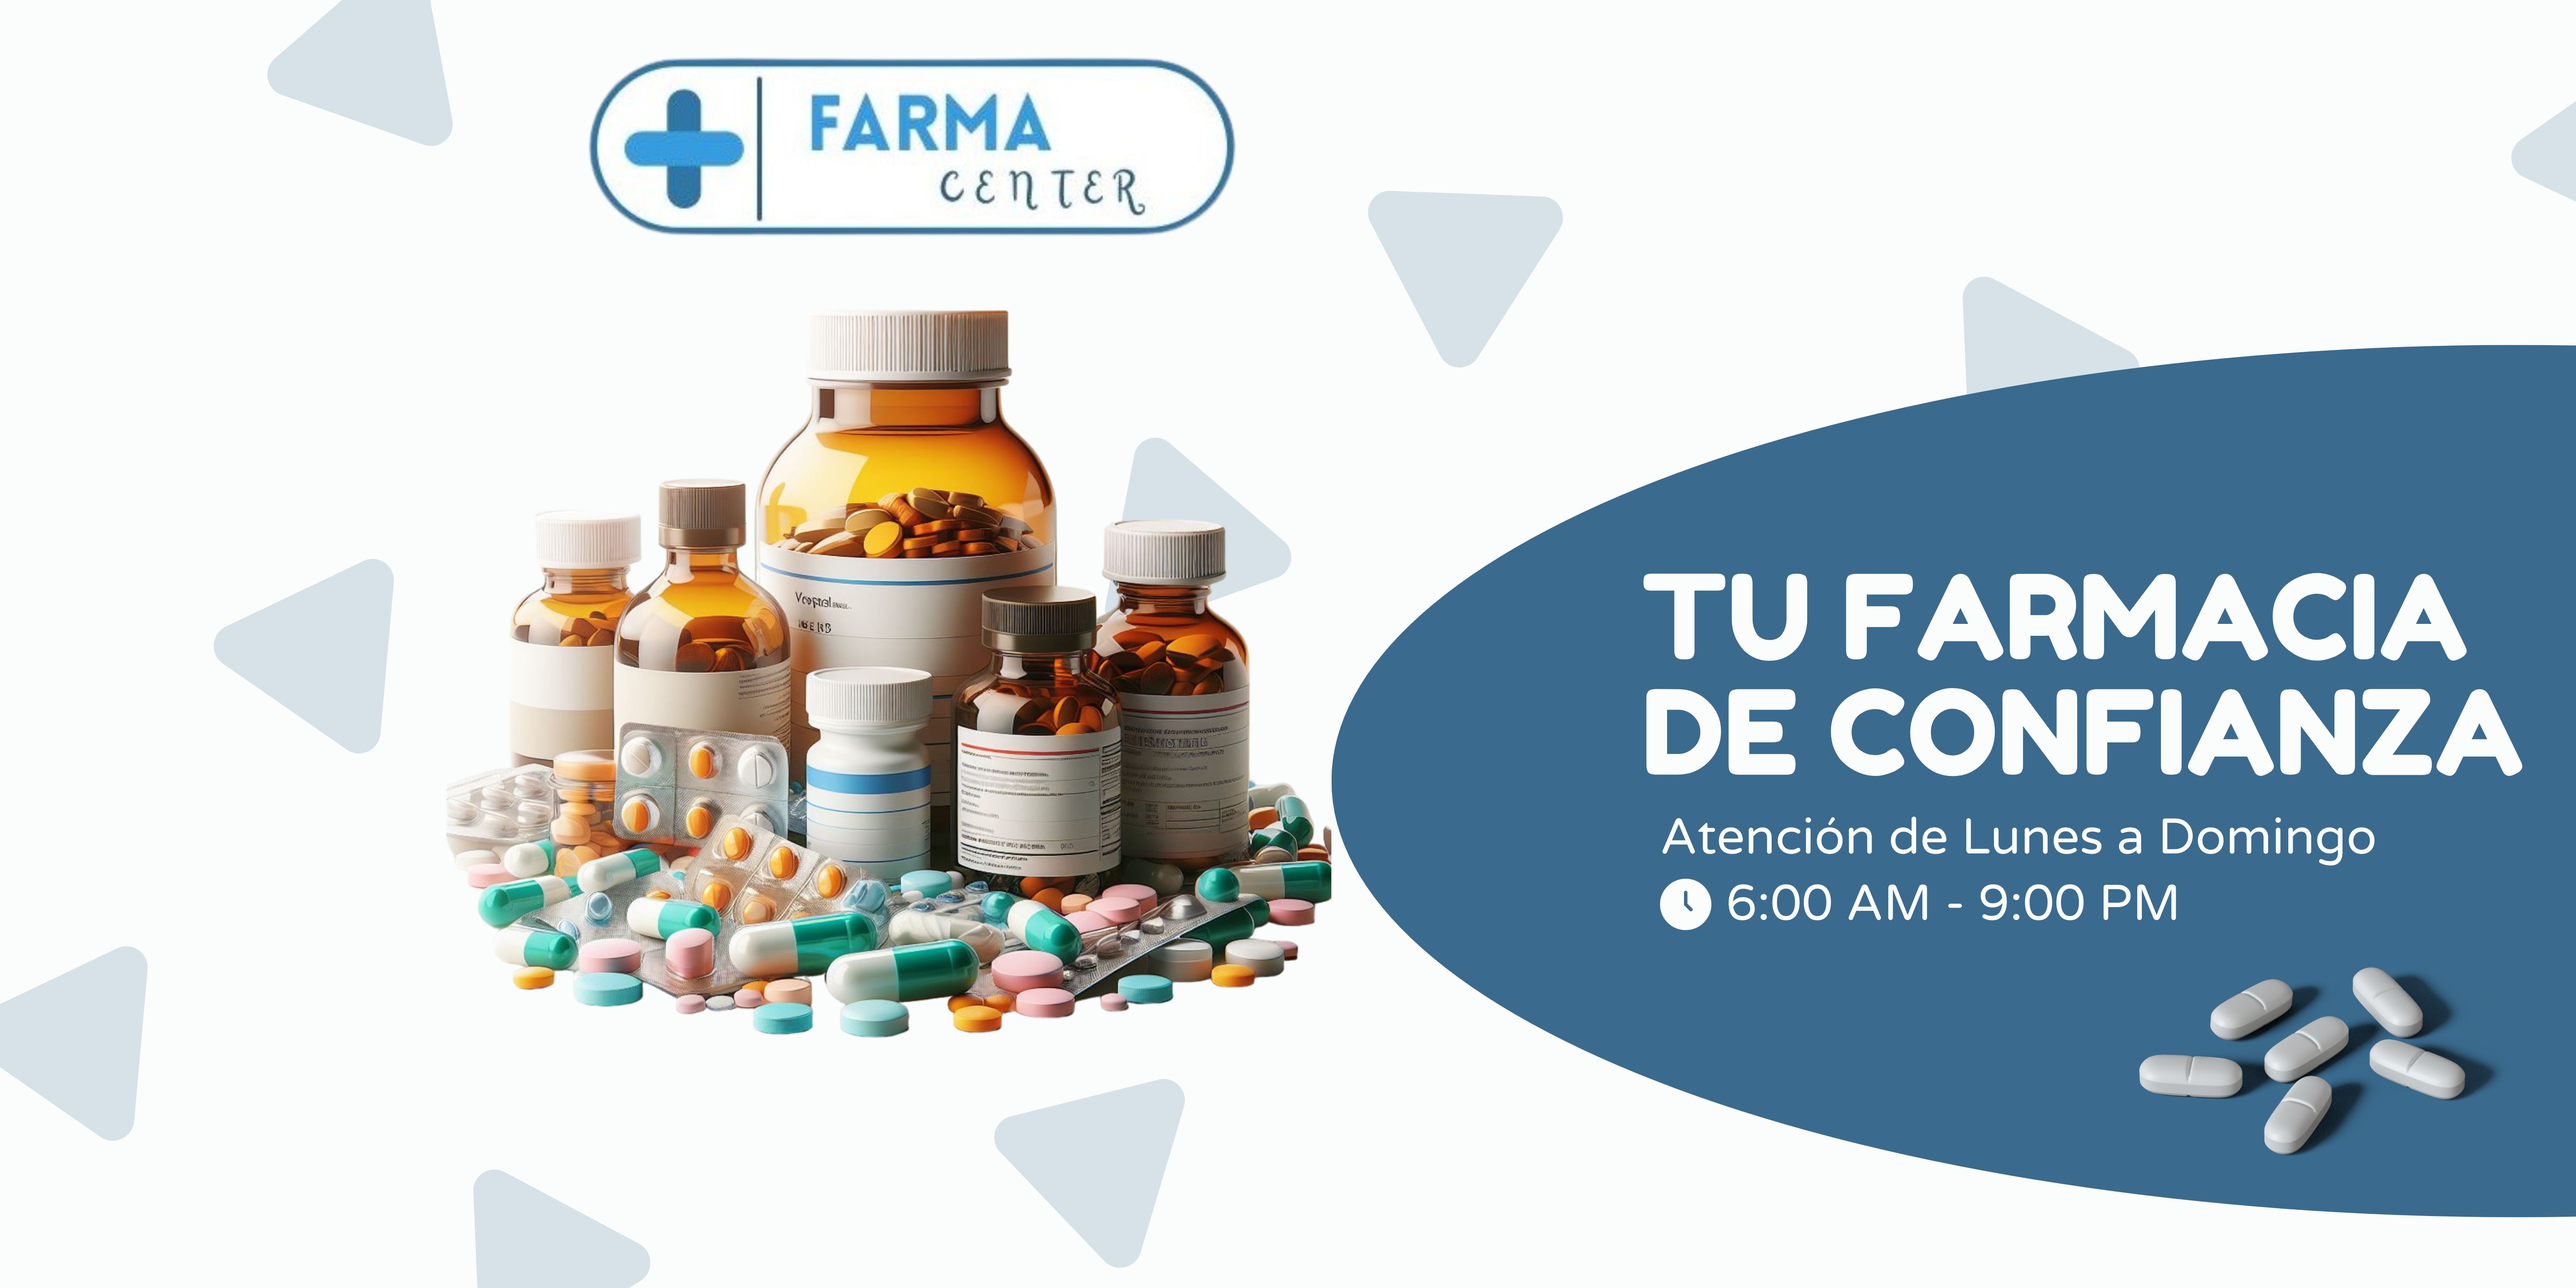 FARMA
CENTER
TU FARMACIA
DE CONFIANZA
Atención de Lunes a Domingo
6:00 AM - 9:00 PM